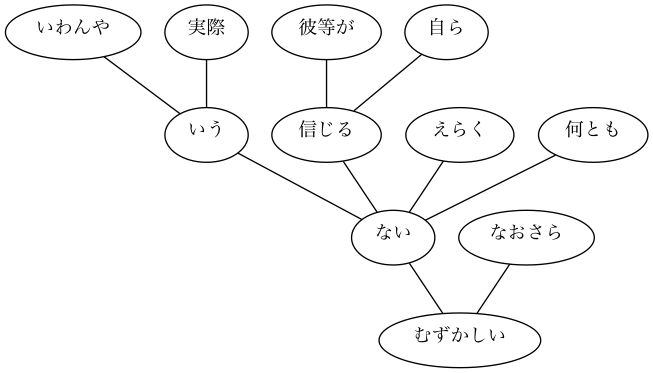 いわんや 実際 彼等が 自ら
いう 信じる えらく 何とも
ない なおさら
むずかしい